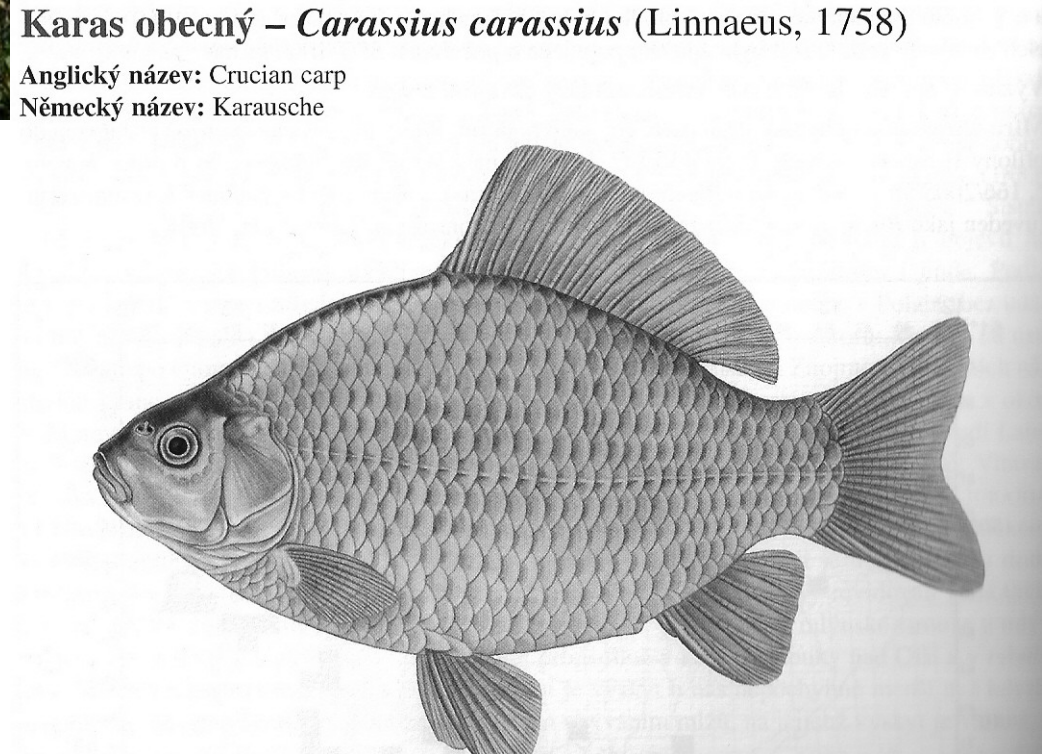 Karas obecný – Carassius carassius (Linnaeus, 1758)
Anglický název: Crucian carp
Německý název: Karausche